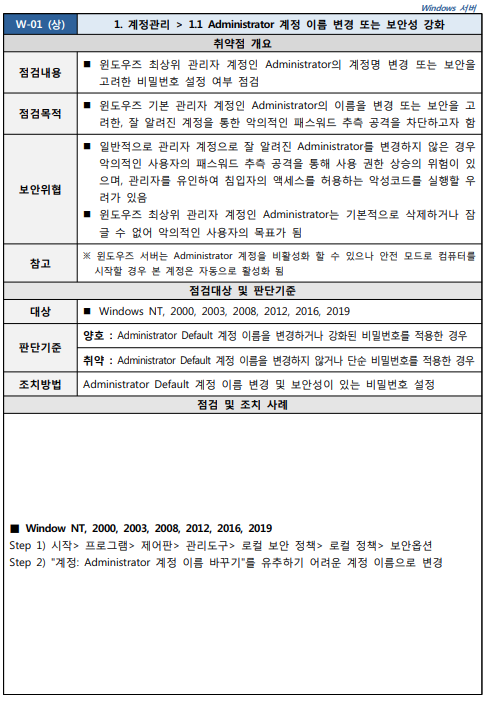 Windows 서버
W-01 (상)
1. 계정관리 > 1.1 Administrator 계정 이름 변경 또는 보안성 강화
취약점 개요
점검내용
■ 윈도우즈 최상위 관리자 계정인 Administrator의 계정명 변경 또는 보안을
고려한 비밀번호 설정 여부 점검
점검목적
■ 윈도우즈 기본 관리자 계정인 Administrator의 이름을 변경 또는 보안을 고
려한, 잘 알려진 계정을 통한 악의적인 패스워드 추측 공격을 차단하고자 함
보안위협
■ 일반적으로 관리자 계정으로 잘 알려진 Administrator를 변경하지 않은 경우
악의적인 사용자의 패스워드 추측 공격을 통해 사용 권한 상승의 위험이 있
으며, 관리자를 유인하여 침입자의 액세스를 허용하는 악성코드를 실행할 우
려가 있음
■ 윈도우즈 최상위 관리자 계정인 Administrator는 기본적으로 삭제하거나 잠
글 수 없어 악의적인 사용자의 목표가 됨
참고
※ 윈도우즈 서버는 Administrator 계정을 비활성화 할 수 있으나 안전 모드로 컴퓨터를
시작할 경우 본 계정은 자동으로 활성화 됨
점검대상 및 판단기준
대상
■ Windows NT, 2000, 2003, 2008, 2012, 2016, 2019
판단기준
양호 : Administrator Default 계정 이름을 변경하거나 강화된 비밀번호를 적용한 경우
취약 : Administrator Default 계정 이름을 변경하지 않거나 단순 비밀번호를 적용한 경우
조치방법
Administrator Default 계정 이름 변경 및 보안성이 있는 비밀번호 설정
점검 및 조치 사례
■ Window NT, 2000, 2003, 2008, 2012, 2016, 2019
Step 1) 시작> 프로그램> 제어판> 관리도구> 로컬 보안 정책> 로컬 정책> 보안옵션
Step 2) "계정: Administrator 계정 이름 바꾸기"를 유추하기 어려운 계정 이름으로 변경